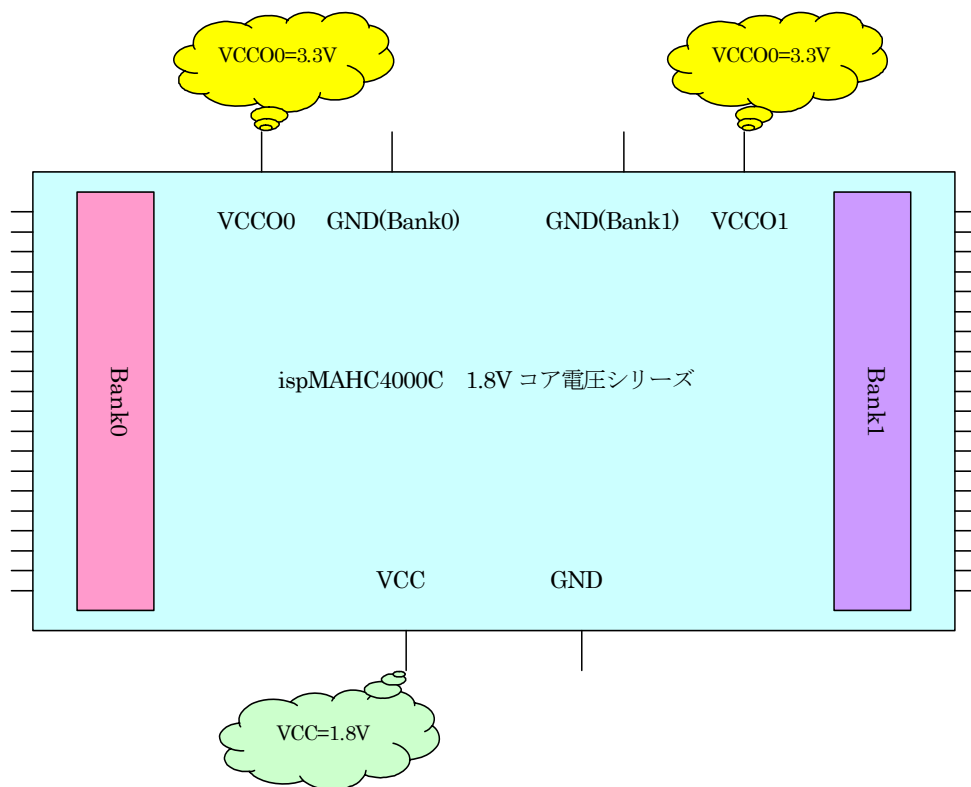 VCCO0=3.3V
VCCO0=3.3V
VCCO0 GND(Bank0) GND(Bank1) VCCO1
Bank0
ispMAHC4000C 1.8V コア電圧シリーズ
Bank1
VCC GND
VCC=1.8V